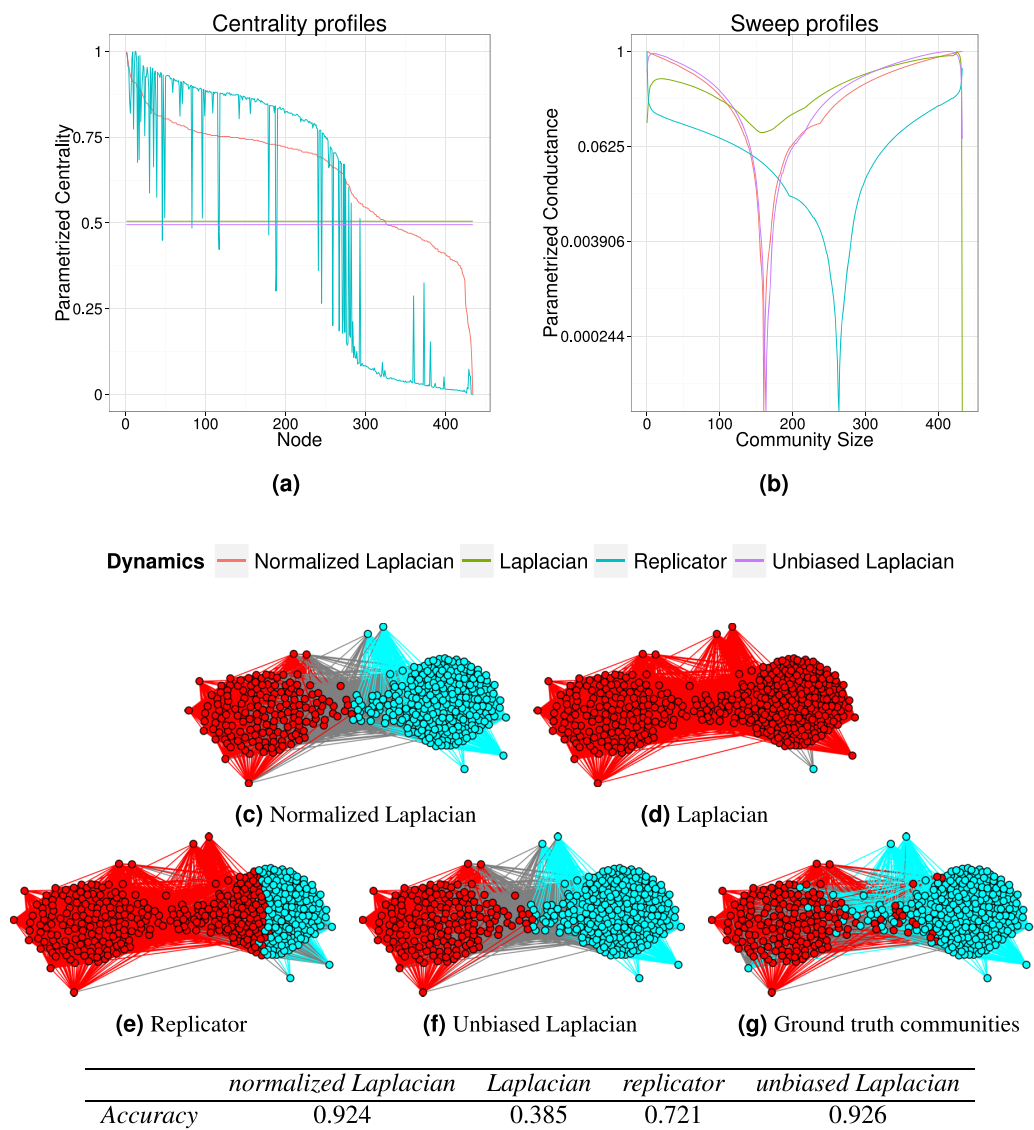 Centrality profiles
1
0.75
0.5
0.25
0
Parametrized Centrality
0 100 200 300 400
Node
(a)
Sweep profiles
1
0.0625
0.003906
0.000244
Parametrized Conductance
0 100 200 300 400
Community Size
(b)
Dynamics Normalized Laplacian Laplacian Replicator Unbiased Laplacian
(c) Normalized Laplacian
(d) Laplacian
(e) Replicator
(f) Unbiased Laplacian
(g) Ground truth communities
normalized Laplacian Laplacian replicator unbiased Laplacian
Accuracy 0.924 0.385 0.721 0.926